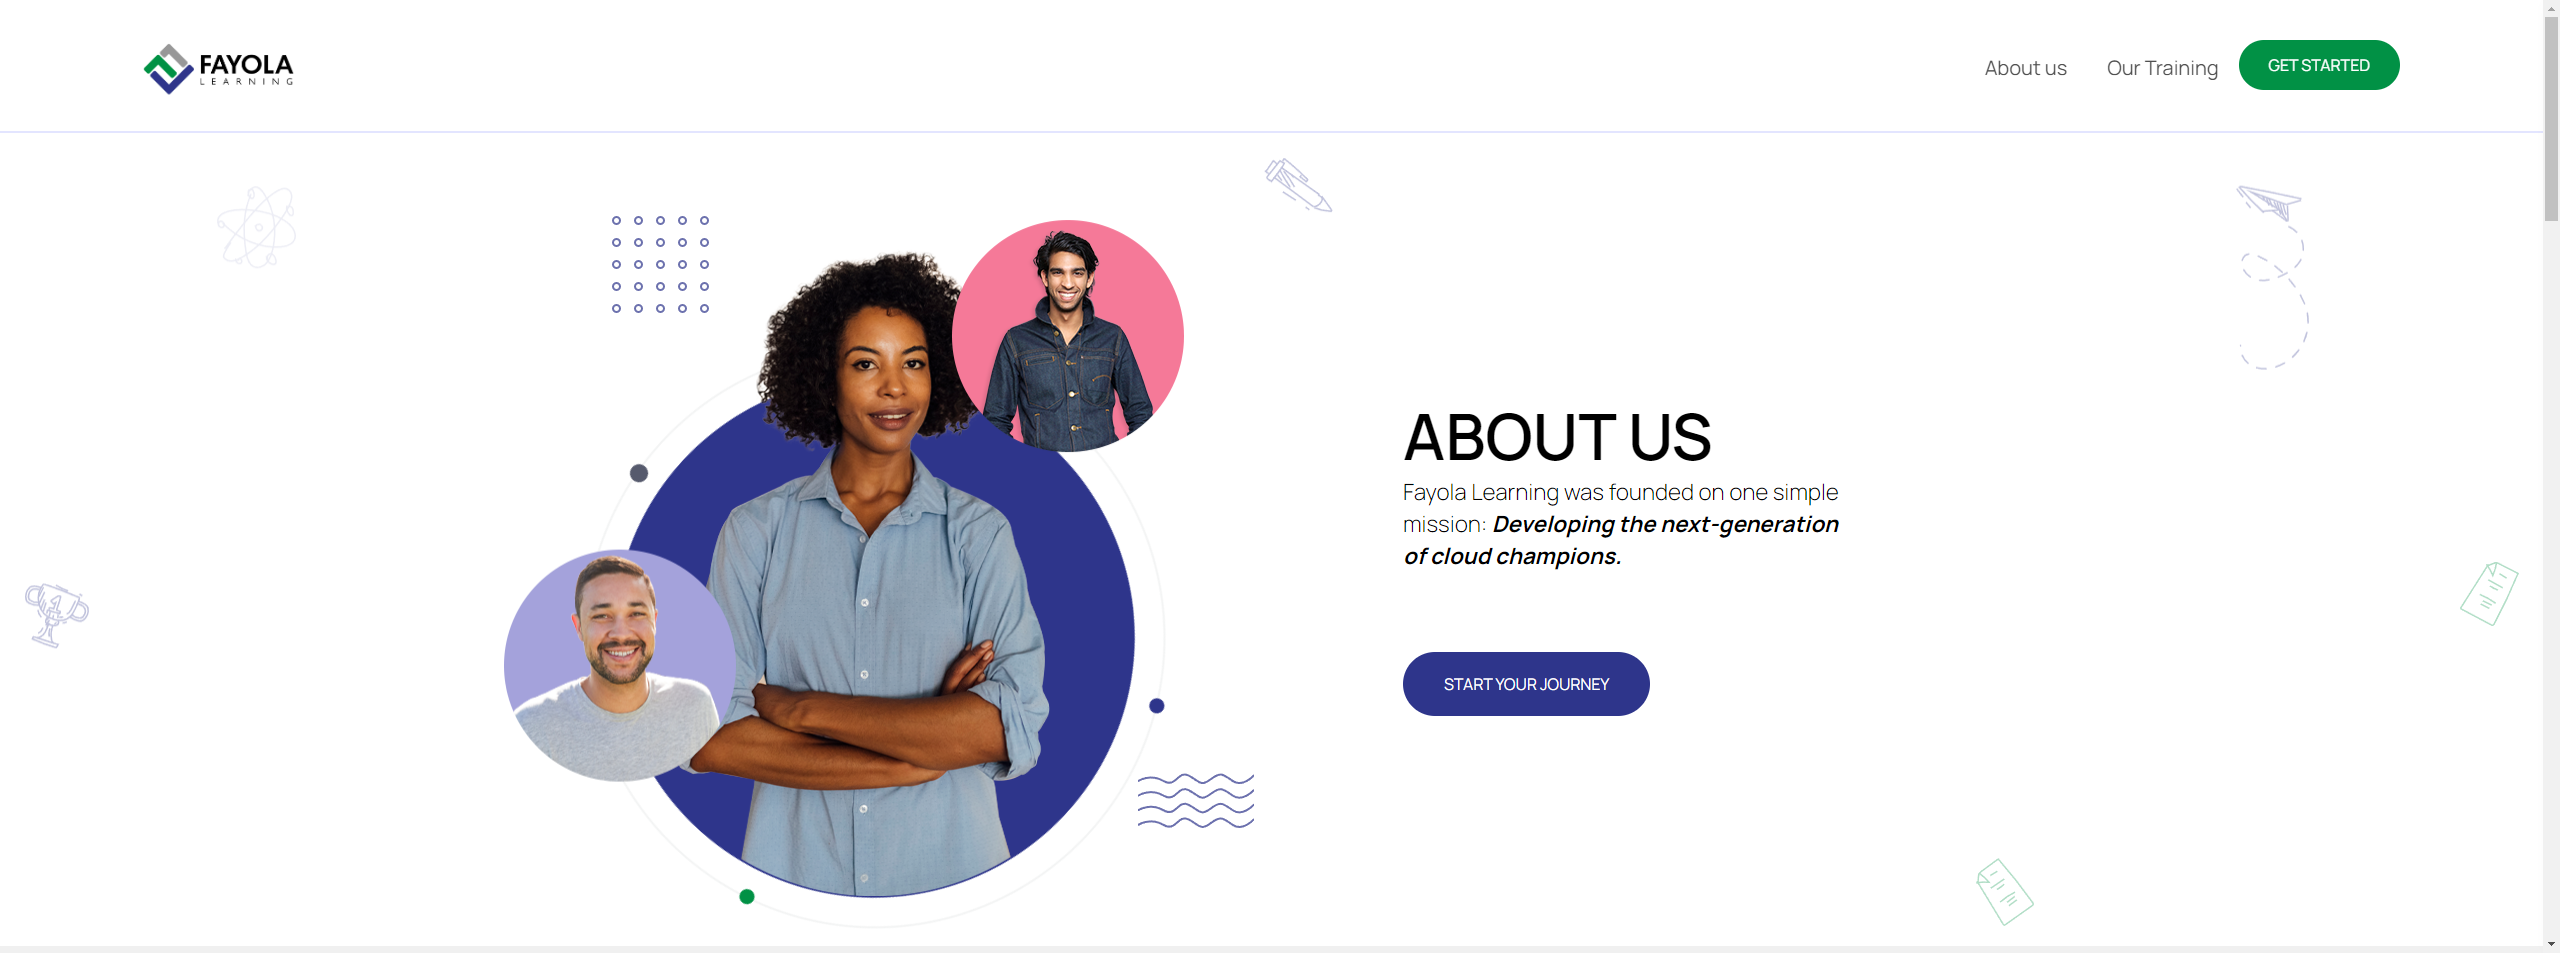 FAYOLA
LEARNING
About us
Our Training
GET STARTED
ABOUT US
Fayola Learning was founded on one simple
mission: Developing the next-generation
of cloud champions.
START YOUR JOURNEY
1